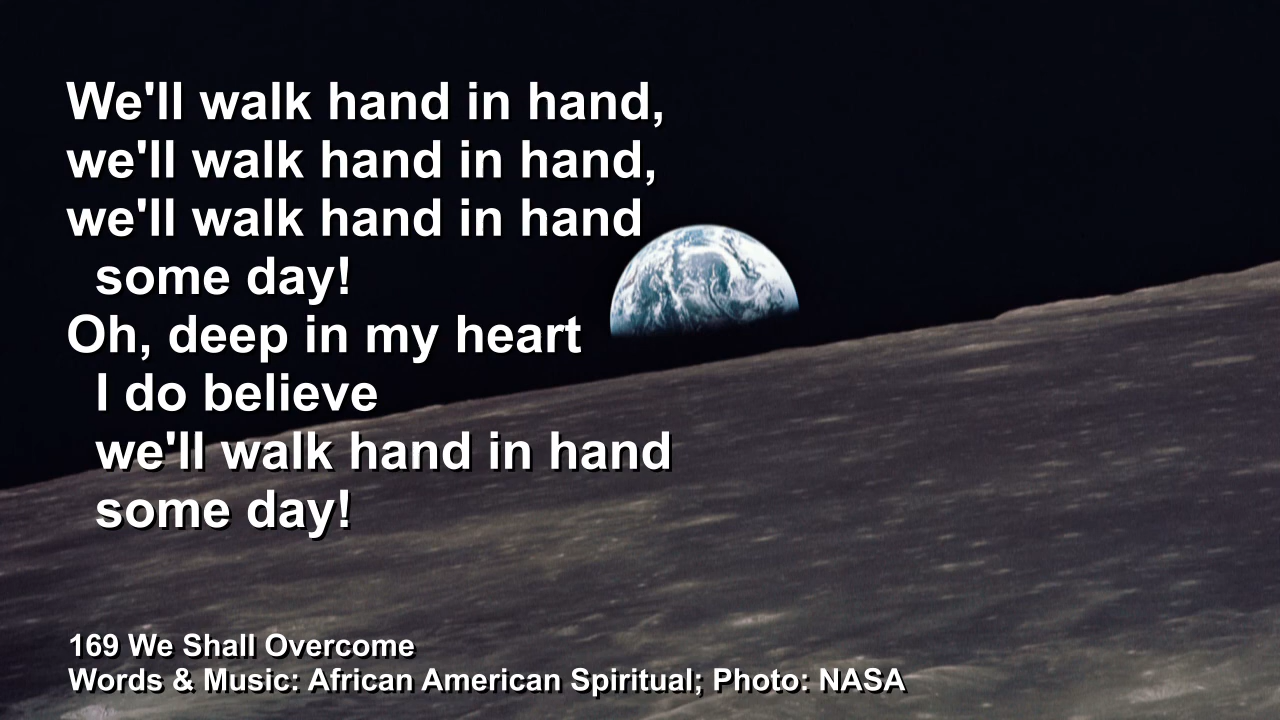 We'll walk hand in hand,
we'll walk hand in hand,
we'll walk hand in hand
some day!
Oh, deep in my heart
I do believe
we'll walk hand in hand
some day!
169 We Shall Overcome
Words & Music: African American Spiritual; Photo: NASA